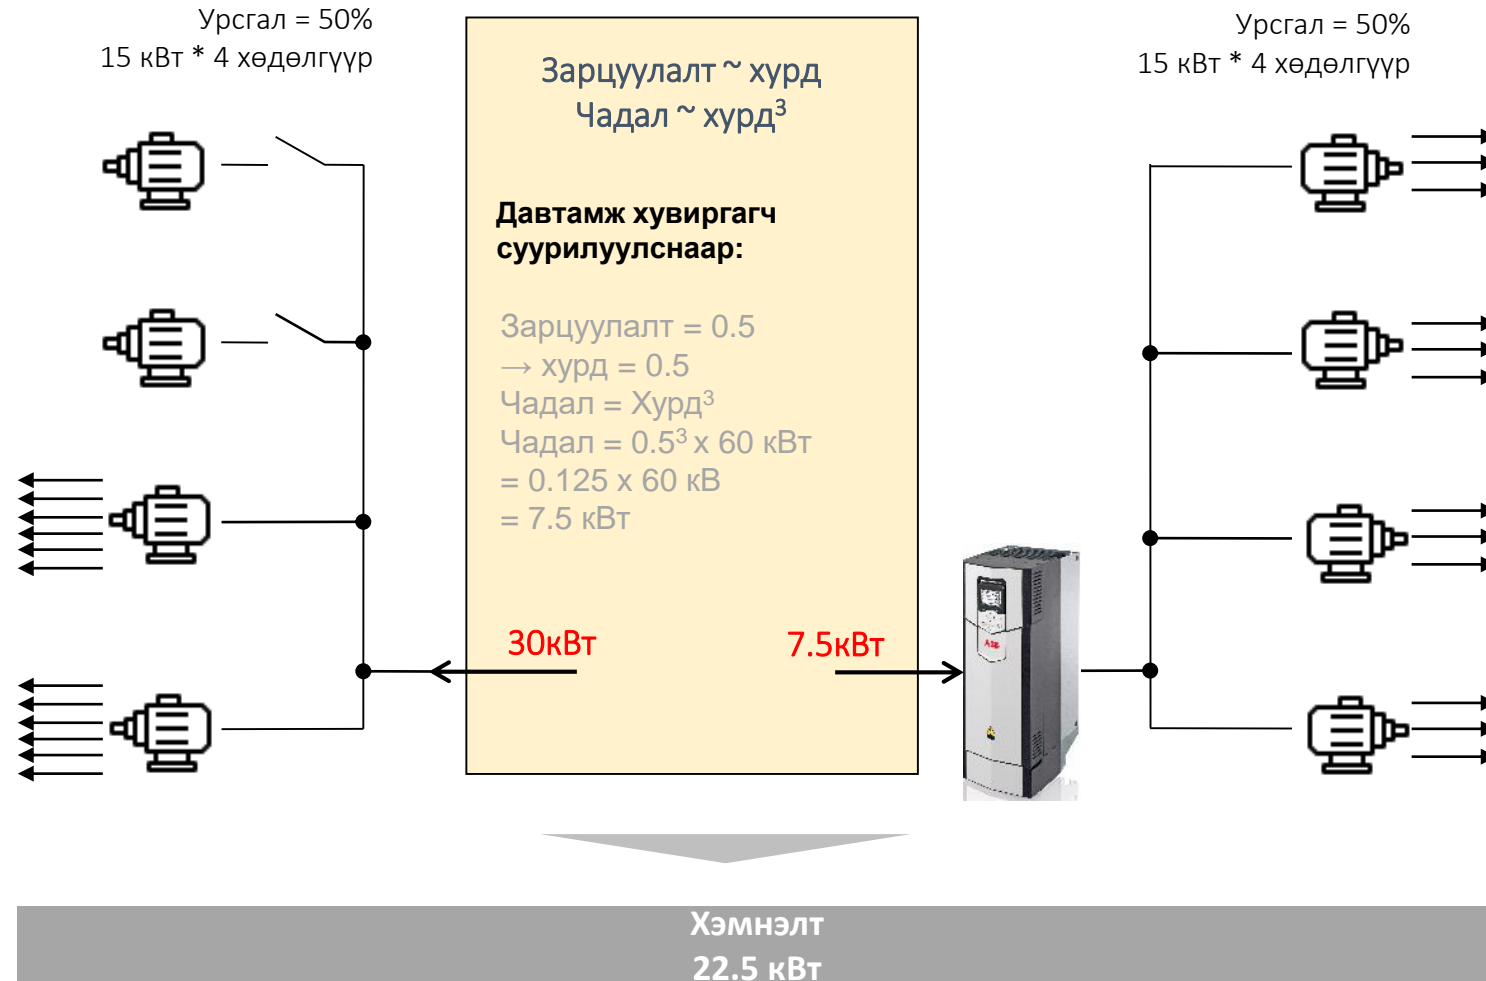 Урсгал = 50%
15 кВт * 4 хөдөлгүүр
Зарцуулалт ~ хурд
Чадал ~ хурд³
Давтамж хувиргагч
суурилуулснаар:
Зарцуулалт = 0.5
→ хурд = 0.5
Чадал = Хурд³
Чадал = 0.5³ x 60 кВт
= 0.125 x 60 кВ
= 7.5 кВт
30кВт
7.5кВт
Урсгал = 50%
15 кВт * 4 хөдөлгүүр
ABB
Хэмнэлт
22.5 кВт